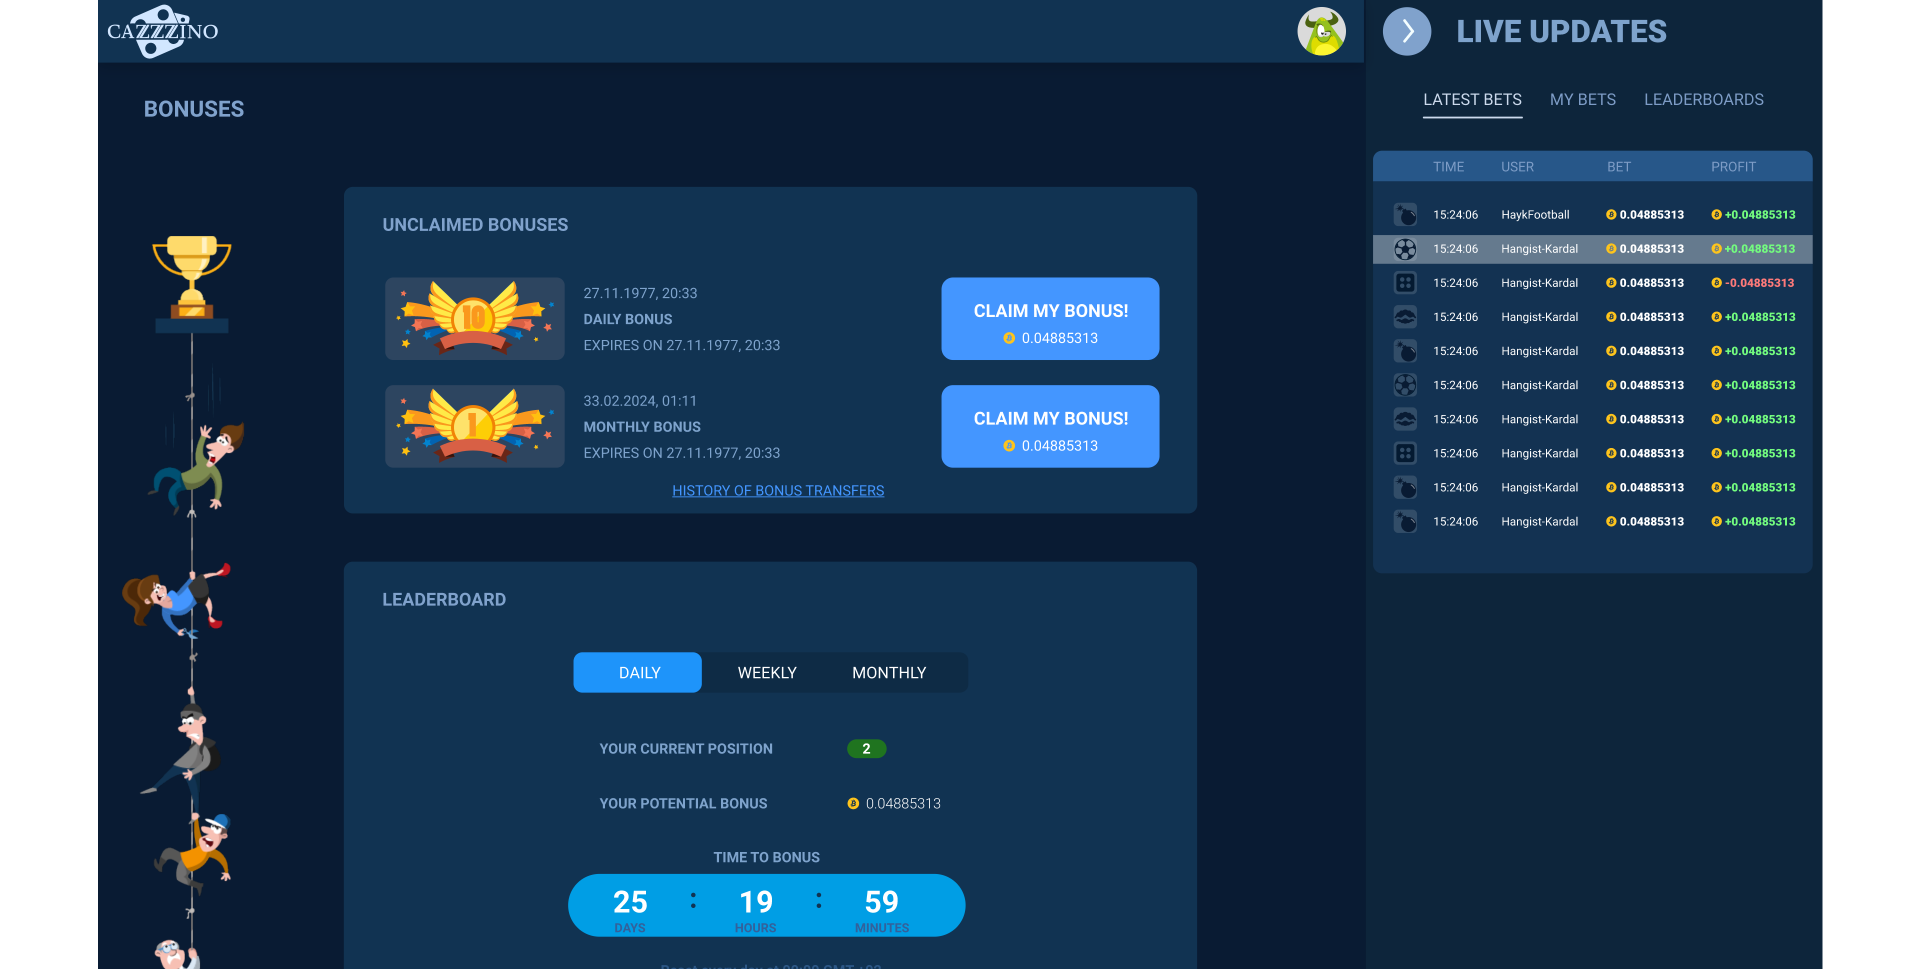 CAZZZINO
LIVE UPDATES
BONUSES
LATEST BETS MY BETS LEADERBOARDS
TIME USER BET PROFIT
15:24:06 HaykFootball 0.04885313 +0.04885313
15:24:06 Hangist-Kardal 0.04885313 +0.04885313
15:24:06 Hangist-Kardal 0.04885313 -0.04885313
15:24:06 Hangist-Kardal 0.04885313 +0.04885313
15:24:06 Hangist-Kardal 0.04885313 +0.04885313
15:24:06 Hangist-Kardal 0.04885313 +0.04885313
15:24:06 Hangist-Kardal 0.04885313 +0.04885313
15:24:06 Hangist-Kardal 0.04885313 +0.04885313
15:24:06 Hangist-Kardal 0.04885313 +0.04885313
15:24:06 Hangist-Kardal 0.04885313 +0.04885313
UNCLAIMED BONUSES
10
27.11.1977, 20:33
DAILY BONUS
EXPIRES ON 27.11.1977, 20:33
CLAIM MY BONUS!
0.04885313
1
33.02.2024, 01:11
MONTHLY BONUS
EXPIRES ON 27.11.1977, 20:33
CLAIM MY BONUS!
0.04885313
HISTORY OF BONUS TRANSFERS
LEADERBOARD
DAILY WEEKLY MONTHLY
YOUR CURRENT POSITION 2
YOUR POTENTIAL BONUS 0.04885313
TIME TO BONUS
25 : 19 : 59
DAYS HOURS MINUTES